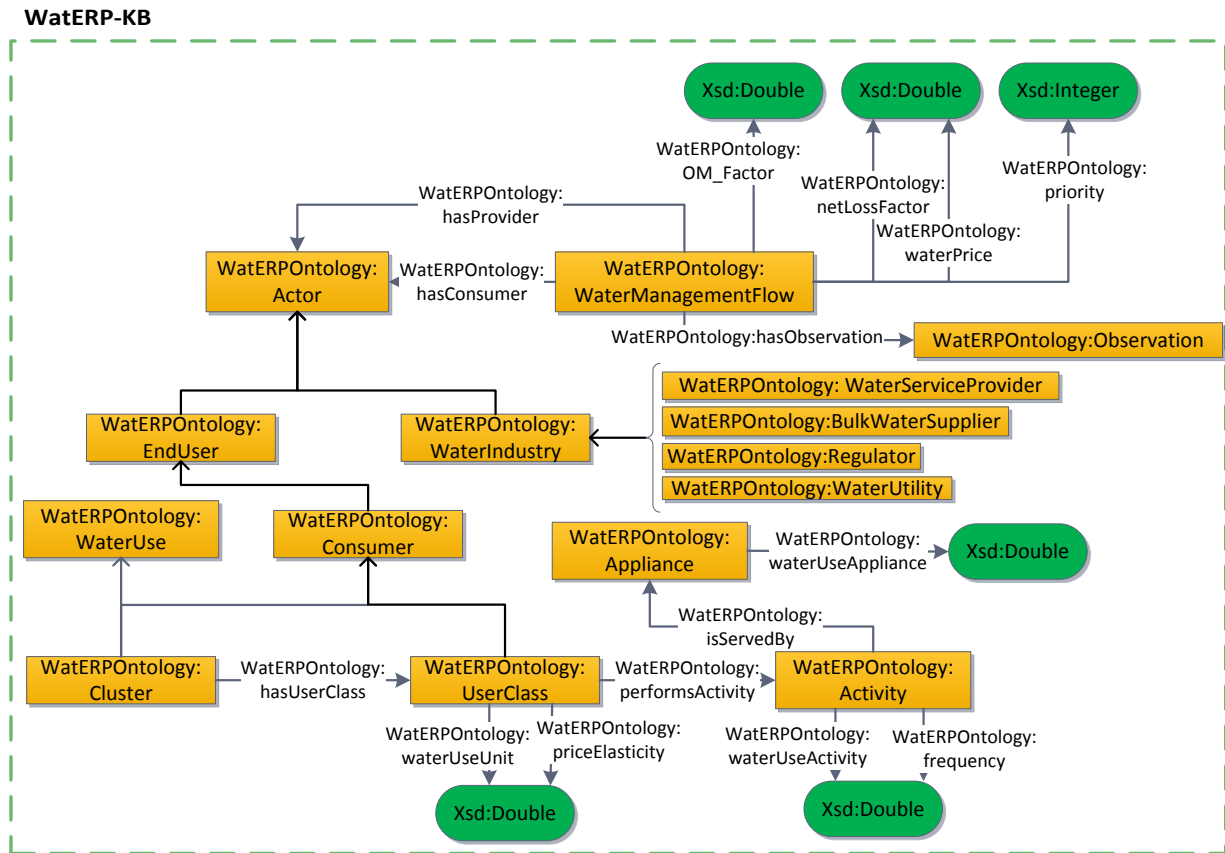 WatERP-KB
Xsd:Double
Xsd:Double
Xsd:Integer
WatERPOntology:
OM_Factor
WatERPOntology:
netLossFactor
WatERPOntology:
waterPrice
WatERPOntology:
priority
WatERPOntology:
hasProvider
WatERPOntology:
Actor
WatERPOntology:
hasConsumer
WatERPOntology:
WaterManagementFlow
WatERPOntology:hasObservation
WatERPOntology:Observation
WatERPOntology:
EndUser
WatERPOntology:
WaterIndustry
WatERPOntology: WaterServiceProvider
WatERPOntology:BulkWaterSupplier
WatERPOntology:Regulator
WatERPOntology:WaterUtility
WatERPOntology:
WaterUse
WatERPOntology:
Consumer
WatERPOntology:
Appliance
WatERPOntology:
waterUseAppliance
Xsd:Double
WatERPOntology:
isServedBy
WatERPOntology:
Cluster
WatERPOntology:
hasUserClass
WatERPOntology:
UserClass
WatERPOntology:
performsActivity
WatERPOntology:
Activity
WatERPOntology:
waterUseUnit
WatERPOntology:
priceElasticity
WatERPOntology:
waterUseActivity
WatERPOntology:
frequency
Xsd:Double
Xsd:Double